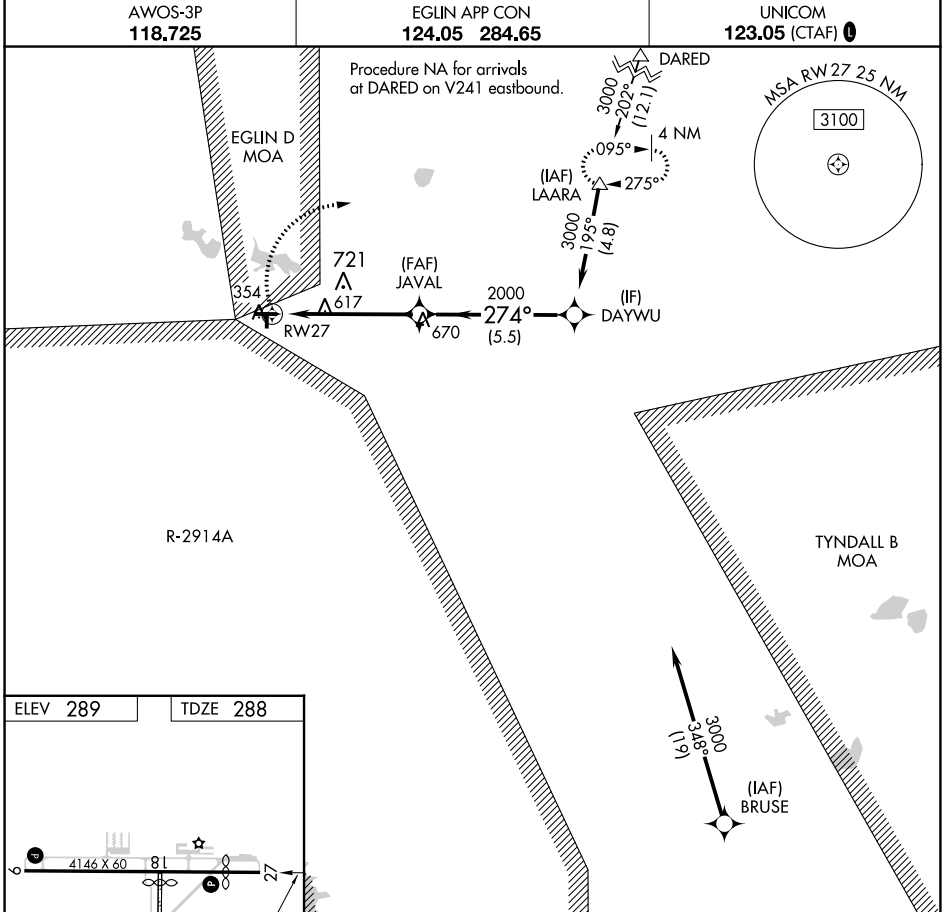 AWOS-3P
118.725
EGLIN APP CON
124.05 284.65
UNICOM
123.05 (CTAF) L
Procedure NA for arrivals
at DARED on V241 eastbound.
DARED
3000
202°
(12.1)
4 NM
095°
275°
(IAF)
LAARA
3000
195°
(4.8)
MSA RW27 25 NM
3100
EGLIN D
MOA
721
617
354
RW27
(FAF)
JAVAL
670
2000
274°
(5.5)
(IF)
DAYWU
R-2914A
TYNDALL B
MOA
3000
348°
(19)
(IAF)
BRUSE
ELEV 289
TDZE 288
P
4146 X 60
9
18
27
P